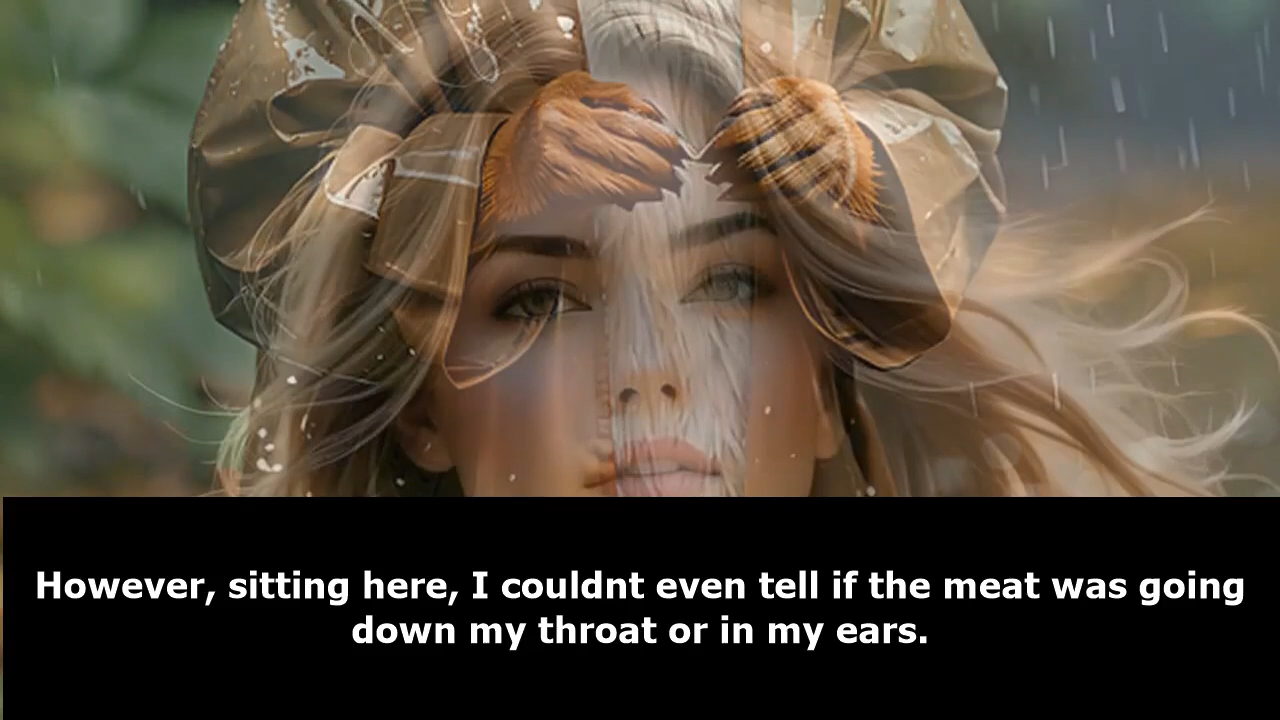 However, sitting here, I couldnt even tell if the meat was going
down my throat or in my ears.